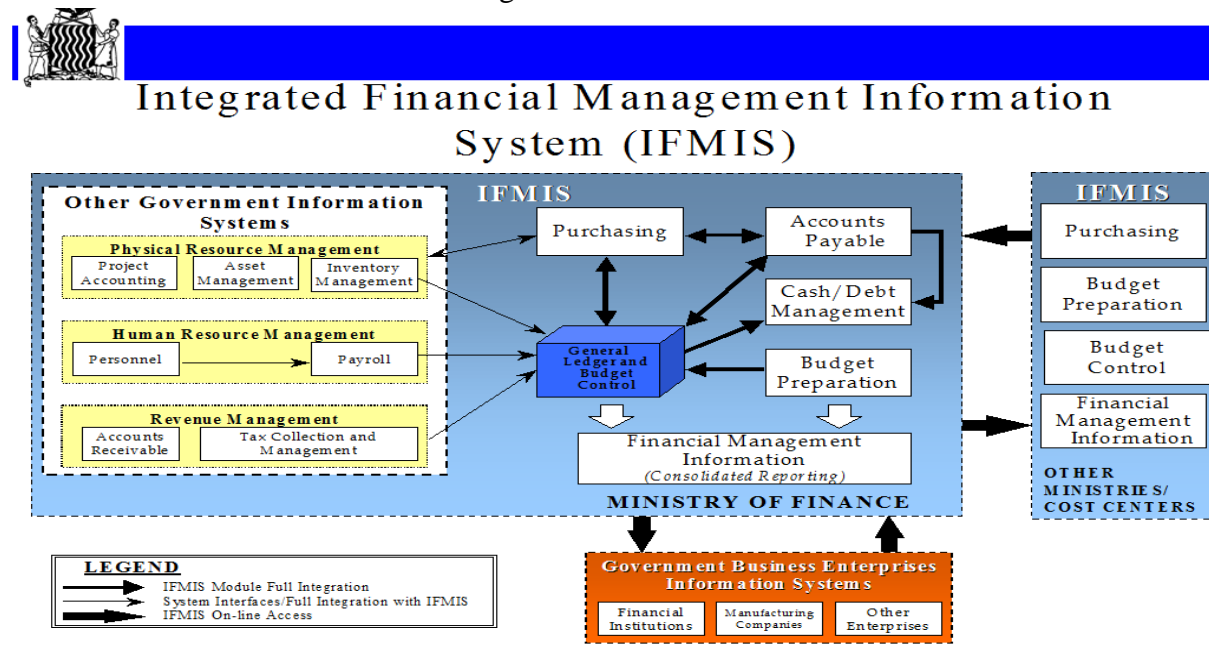 Integrated Financial Management Information
System (IFMIS)
IFMIS
Other Government Information
Systems
Physical Resource Management
Project
Accounting
Asset
Management
Inventory
Management
Human Resource Management
Personnel
Payroll
Revenue Management
Accounts
Receivable
Tax Collection and
Management
Purchasing
Accounts
Payable
Cash/Debt
Management
General
Ledger and
Budget
Control
Budget
Preparation
Financial Management
Information
(Consolidated Reporting)
MINISTRY OF FINANCE
IFMIS
Purchasing
Budget
Preparation
Budget
Control
Financial
Management
Information
OTHER
MINISTRIES/
COST CENTERS
LEGEND
IFMIS Module Full Integration
System Interfaces/Full Integration with IFMIS
IFMIS On-line Access
Government Business Enterprises
Information Systems
Financial
Institutions
Manufacturing
Companies
Other
Enterprises